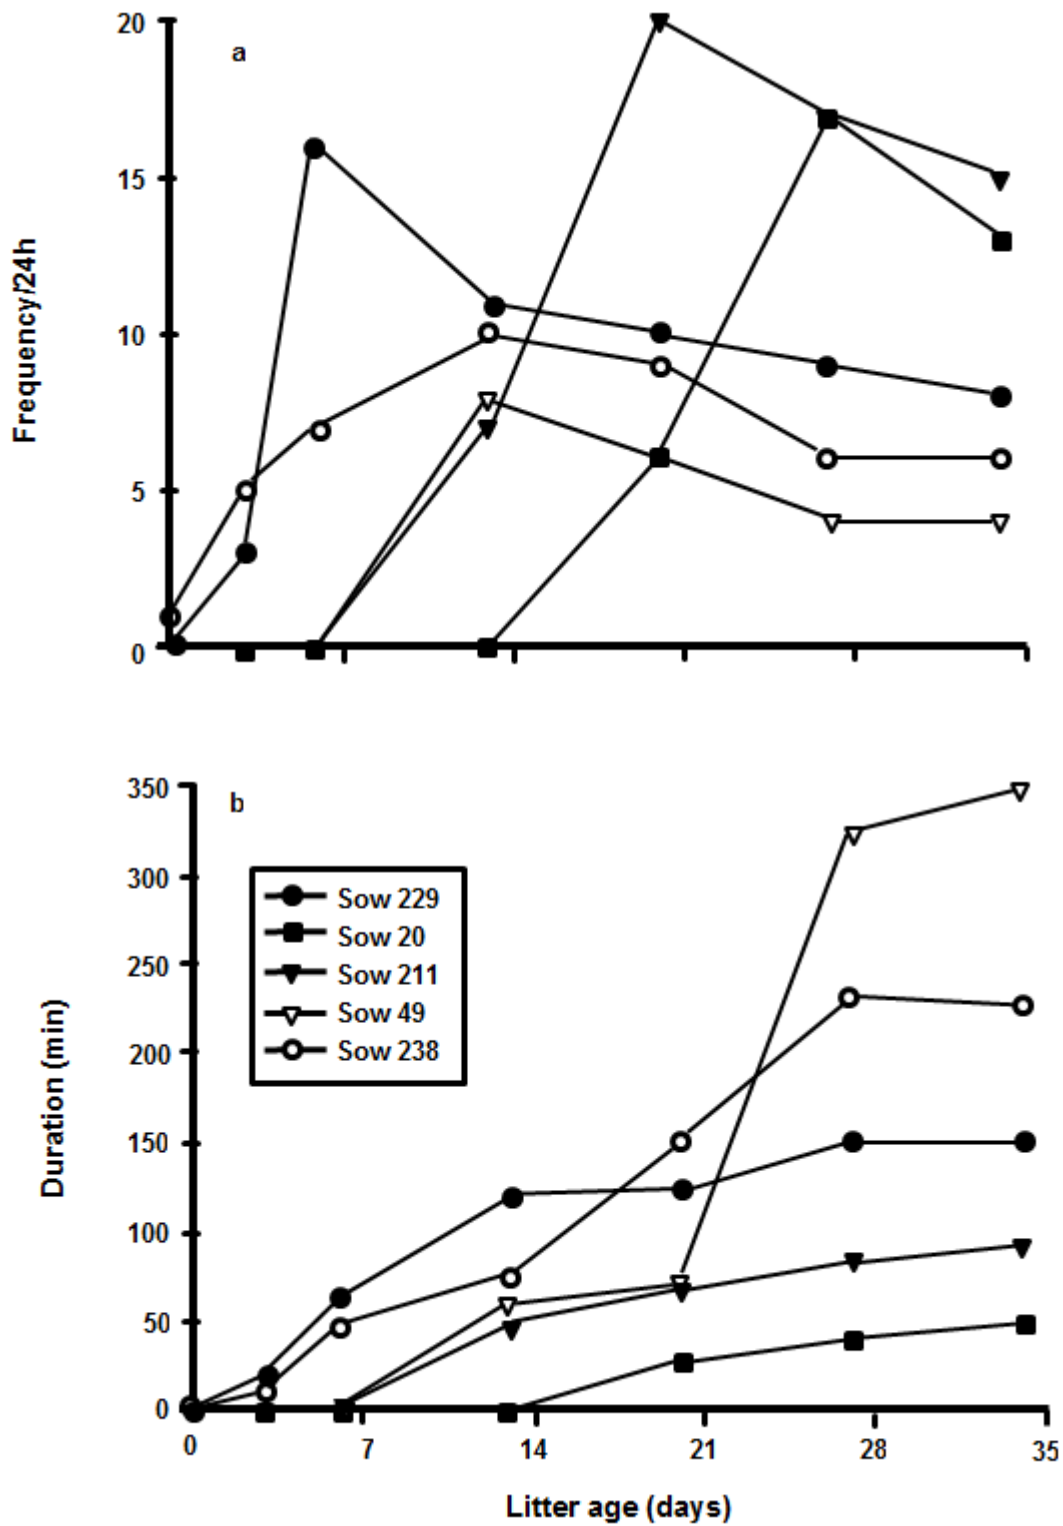 20
a
15
Frequency/24h
10
5
0
350
b
300
Sow 229
Sow 20
250
Sow 211
Sow 49
200
Sow 238
Duration (min)
150
100
50
0
0 7 14 21 28 35
Litter age (days)